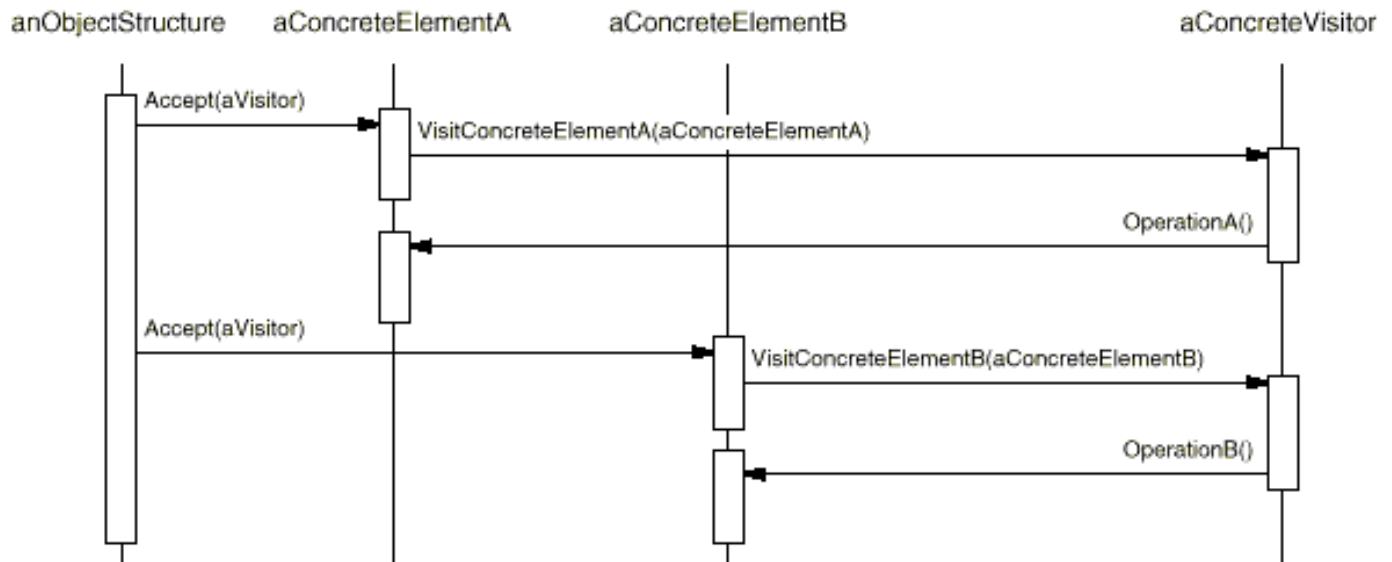 anObjectStructure aConcreteElementA aConcreteElementB aConcreteVisitor
Accept(aVisitor)
VisitConcreteElementA(aConcreteElementA)
OperationA()
Accept(aVisitor)
VisitConcreteElementB(aConcreteElementB)
OperationB()